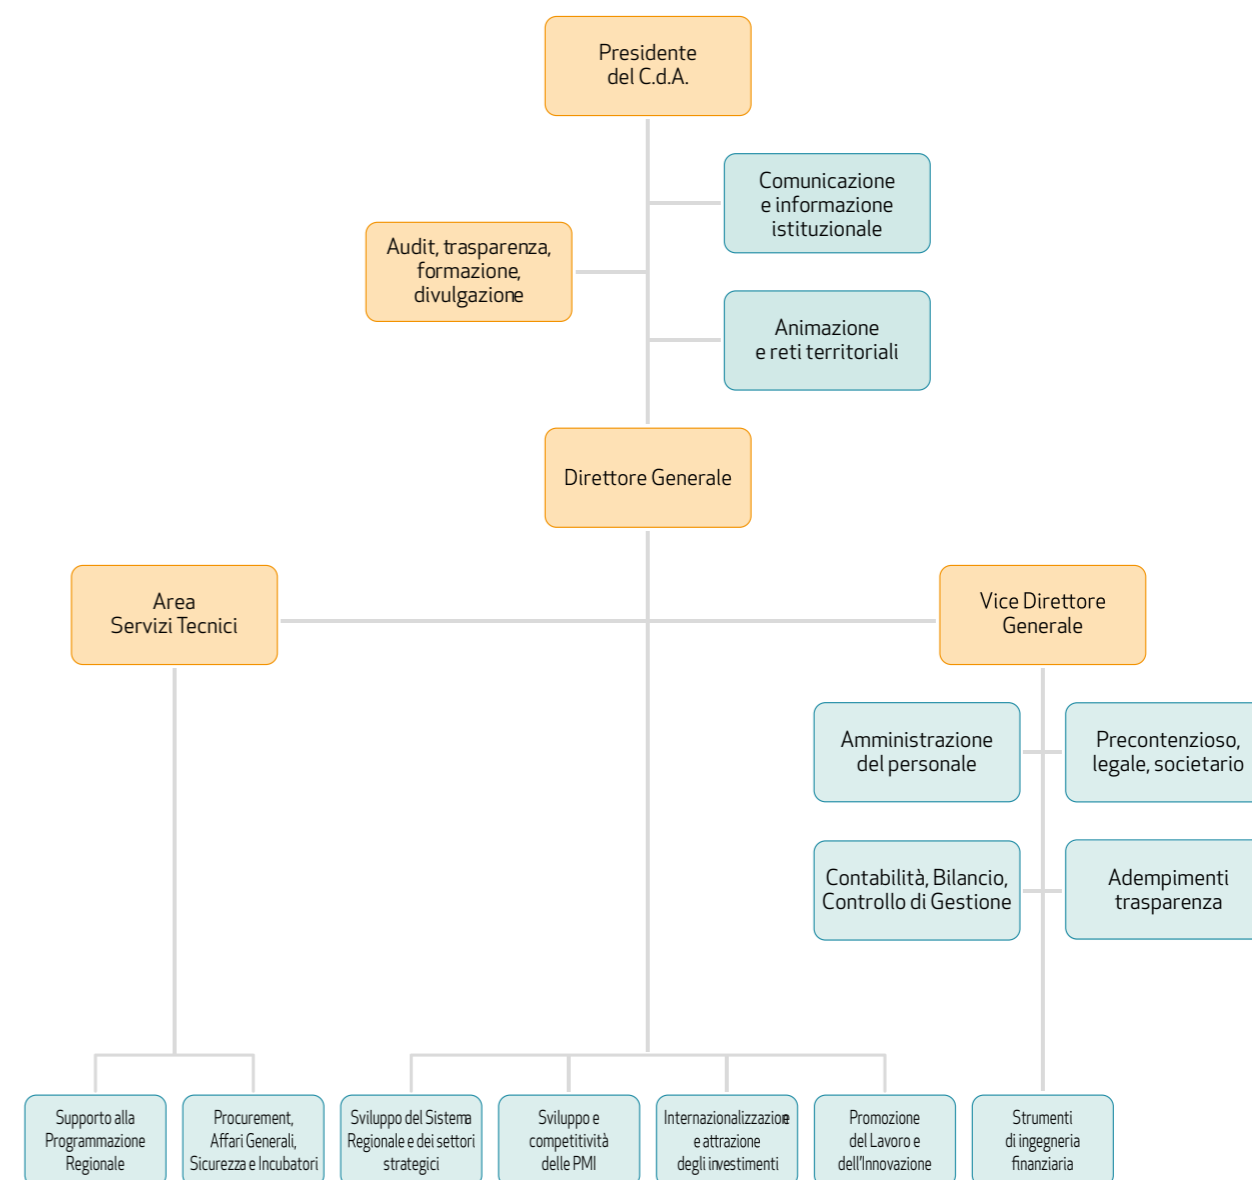 Presidente
del C.d.A.
Comunicazione
e informazione
istituzionale
Audit, trasparenza,
formazione,
divulgazione
Animazione
e reti territoriali
Direttore Generale
Area
Servizi Tecnici
Vice Direttore
Generale
Amministrazione
del personale
Precontenzioso,
legale, societario
Contabilità, Bilancio,
Controllo di Gestione
Adempimenti
trasparenza
Supporto alla
Programmazione
Regionale
Procurement,
Affari Generali,
Sicurezza e Incubatori
Sviluppo del Sistema
Regionale e dei settori
strategici
Sviluppo e
competitività
delle PMI
Internazionalizzazione
e attrazione
degli investimenti
Promozione
del Lavoro e
dell'Innovazione
Strumenti
di ingegneria
finanziaria